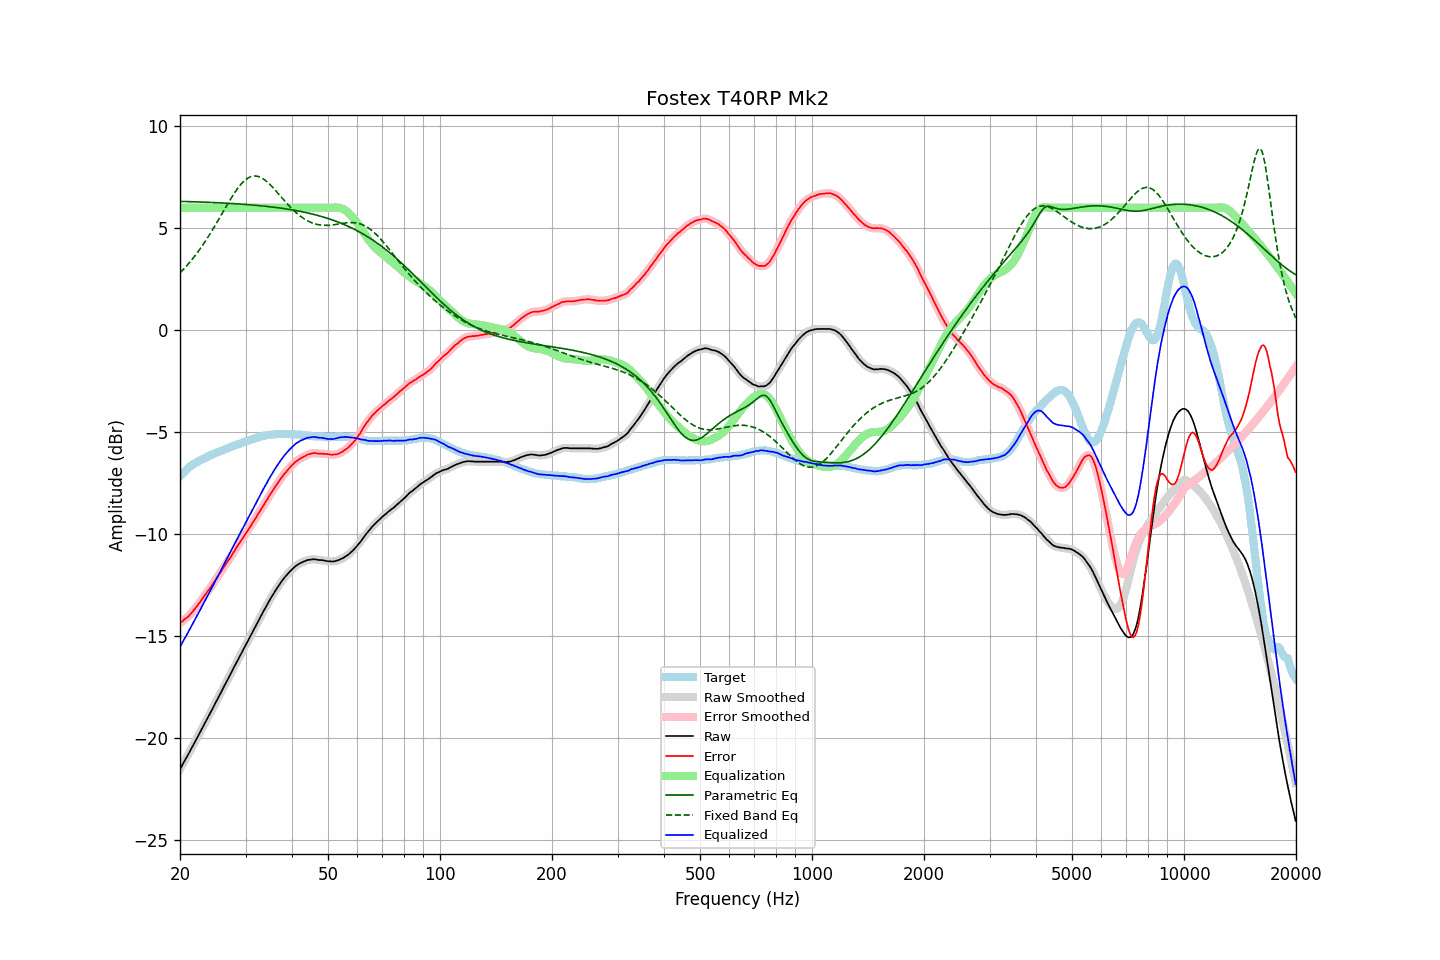 Fostex T40RP Mk2
Amplitude (dBr)
10
5
0
−5
−10
−15
−20
−25
Target
Raw Smoothed
Error Smoothed
Raw
Error
Equalization
Parametric Eq
Fixed Band Eq
Equalized
20
50
100
200
500
1000
2000
5000
10000
20000
Frequency (Hz)